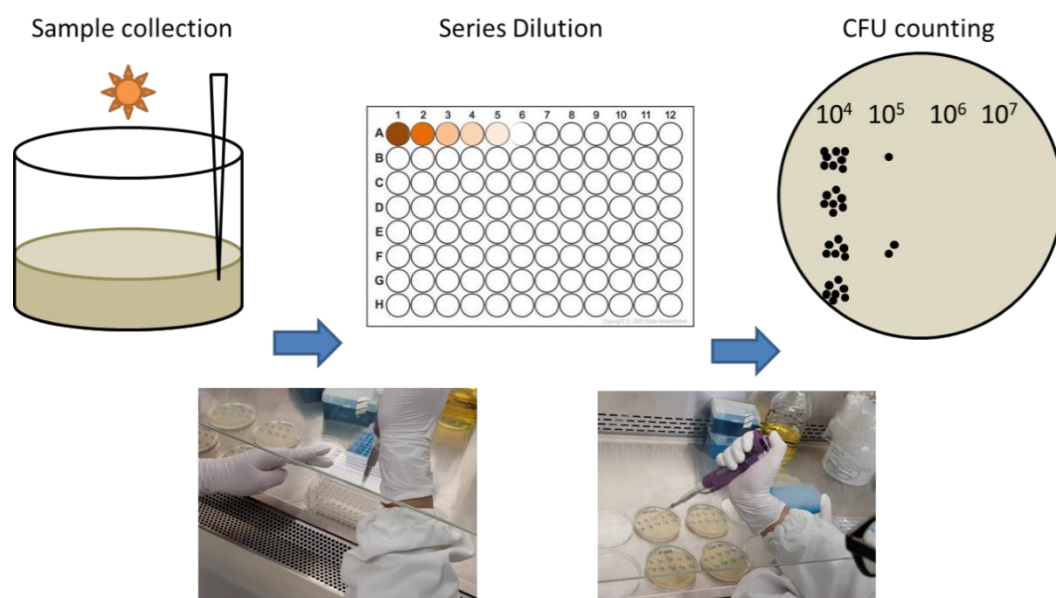 Sample collection
Series Dilution
CFU counting
1 2 3 4 5 6 7 8 9 10 11 12
A
B
C
D
E
F
G
H
10⁴ 10⁵ 10⁶ 10⁷